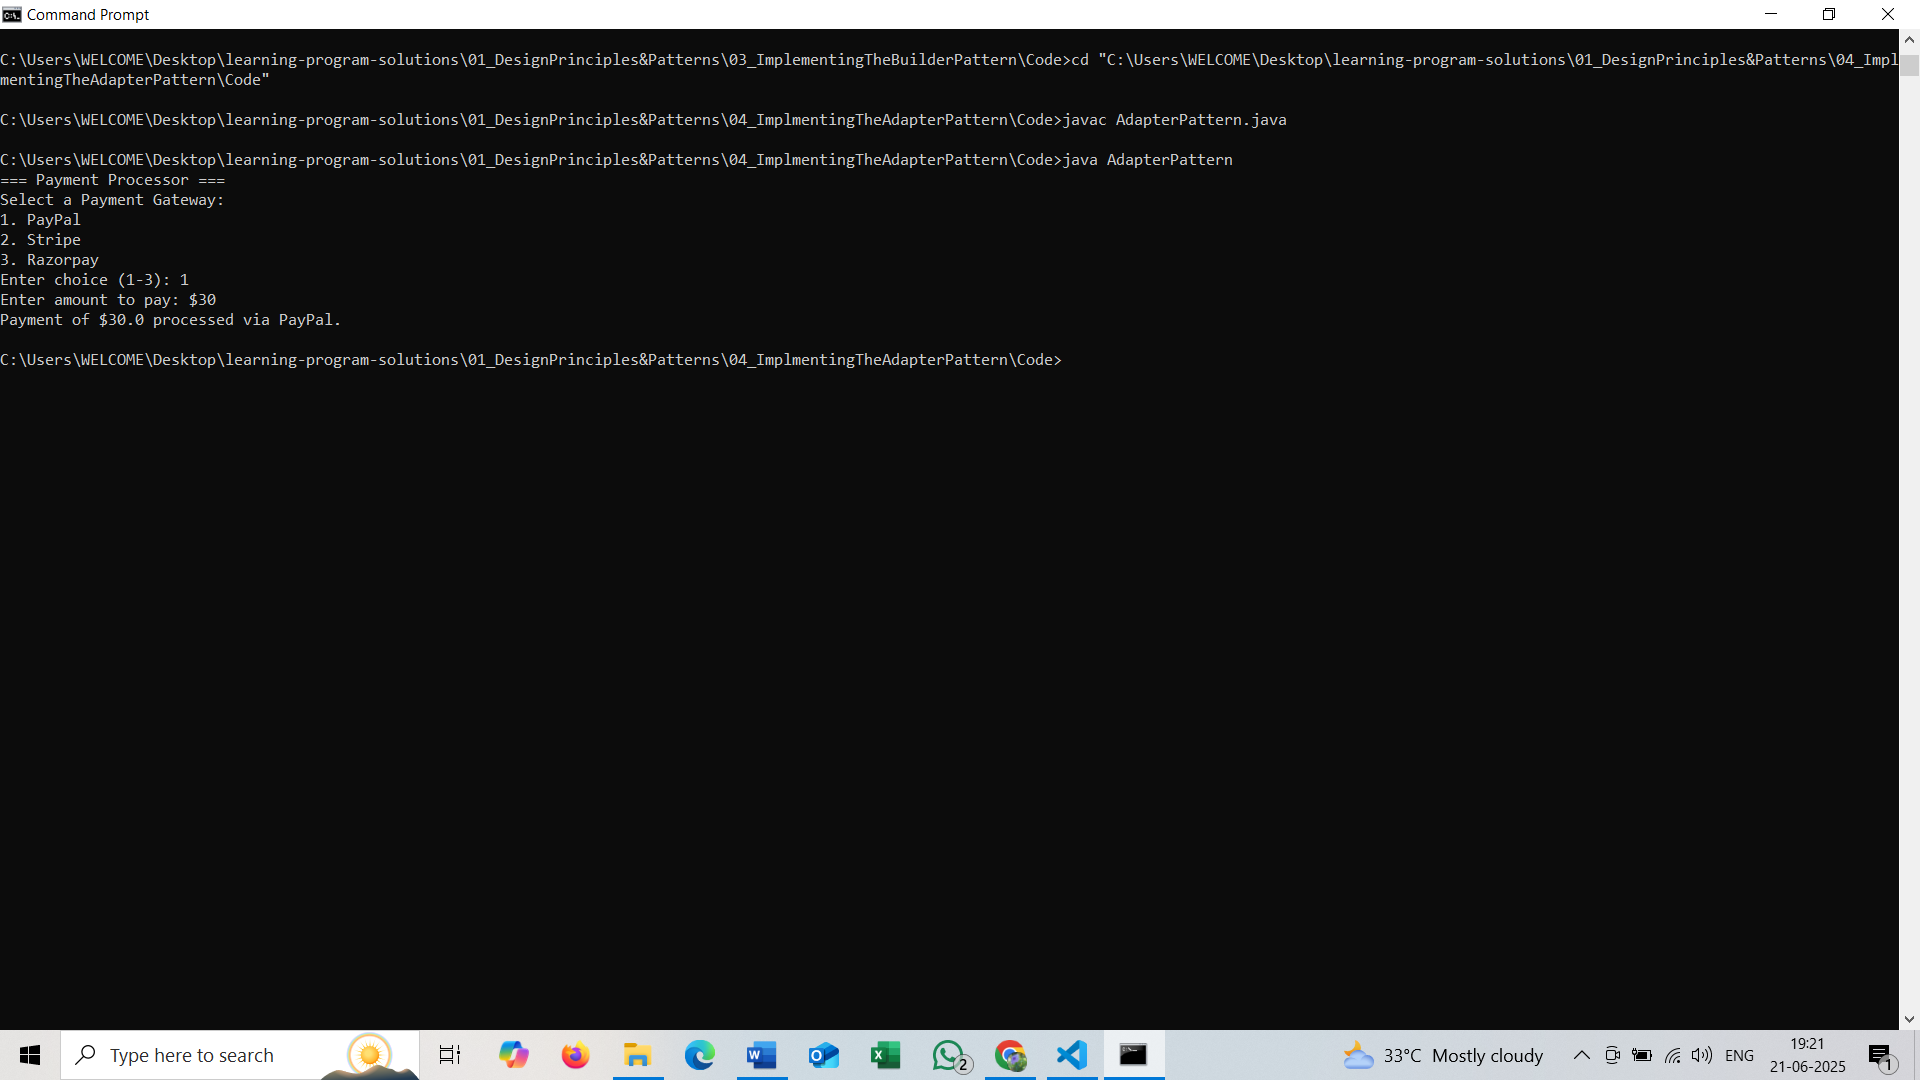 Command Prompt
C:\Users\WELCOME\Desktop\learning-program-solutions\01_DesignPrinciples&Patterns\03_ImplementingTheBuilderPattern\Code>cd "C:\Users\WELCOME\Desktop\learning-program-solutions\01_DesignPrinciples&Patterns\04_Impl
mentingTheAdapterPattern\Code"
C:\Users\WELCOME\Desktop\learning-program-solutions\01_DesignPrinciples&Patterns\04_ImplmentingTheAdapterPattern\Code>javac AdapterPattern.java
C:\Users\WELCOME\Desktop\learning-program-solutions\01_DesignPrinciples&Patterns\04_ImplmentingTheAdapterPattern\Code>java AdapterPattern
=== Payment Processor ===
Select a Payment Gateway:
1. PayPal
2. Stripe
3. Razorpay
Enter choice (1-3): 1
Enter amount to pay: $30
Payment of $30.0 processed via PayPal.
C:\Users\WELCOME\Desktop\learning-program-solutions\01_DesignPrinciples&Patterns\04_ImplmentingTheAdapterPattern\Code>
Type here to search
2
33°C Mostly cloudy
ENG
19:21
21-06-2025
1